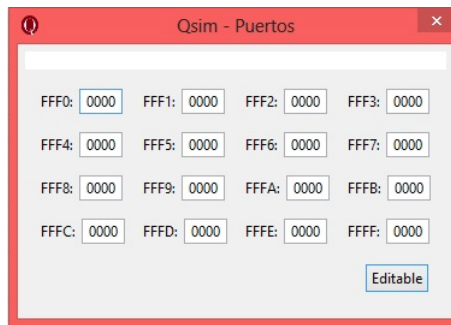 Qsim - Puertos
FFF0: 0000 FFF1: 0000 FFF2: 0000 FFF3: 0000
FFF4: 0000 FFF5: 0000 FFF6: 0000 FFF7: 0000
FFF8: 0000 FFF9: 0000 FFFA: 0000 FFFB: 0000
FFFC: 0000 FFFD: 0000 FFFE: 0000 FFFF: 0000
Editable